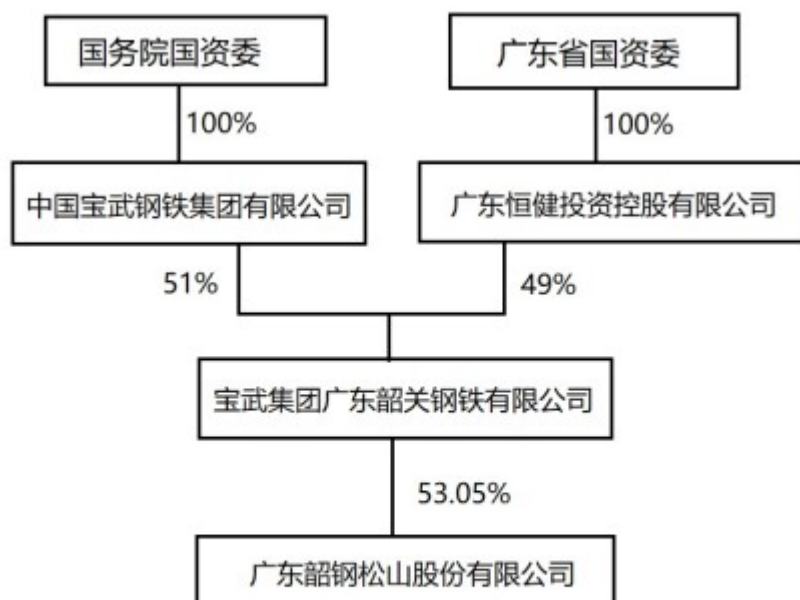 国务院国资委
广东省国资委
100%
100%
中国宝武钢铁集团有限公司
广东恒健投资控股有限公司
51%
49%
宝武集团广东韶关钢铁有限公司
53.05%
广东韶钢松山股份有限公司